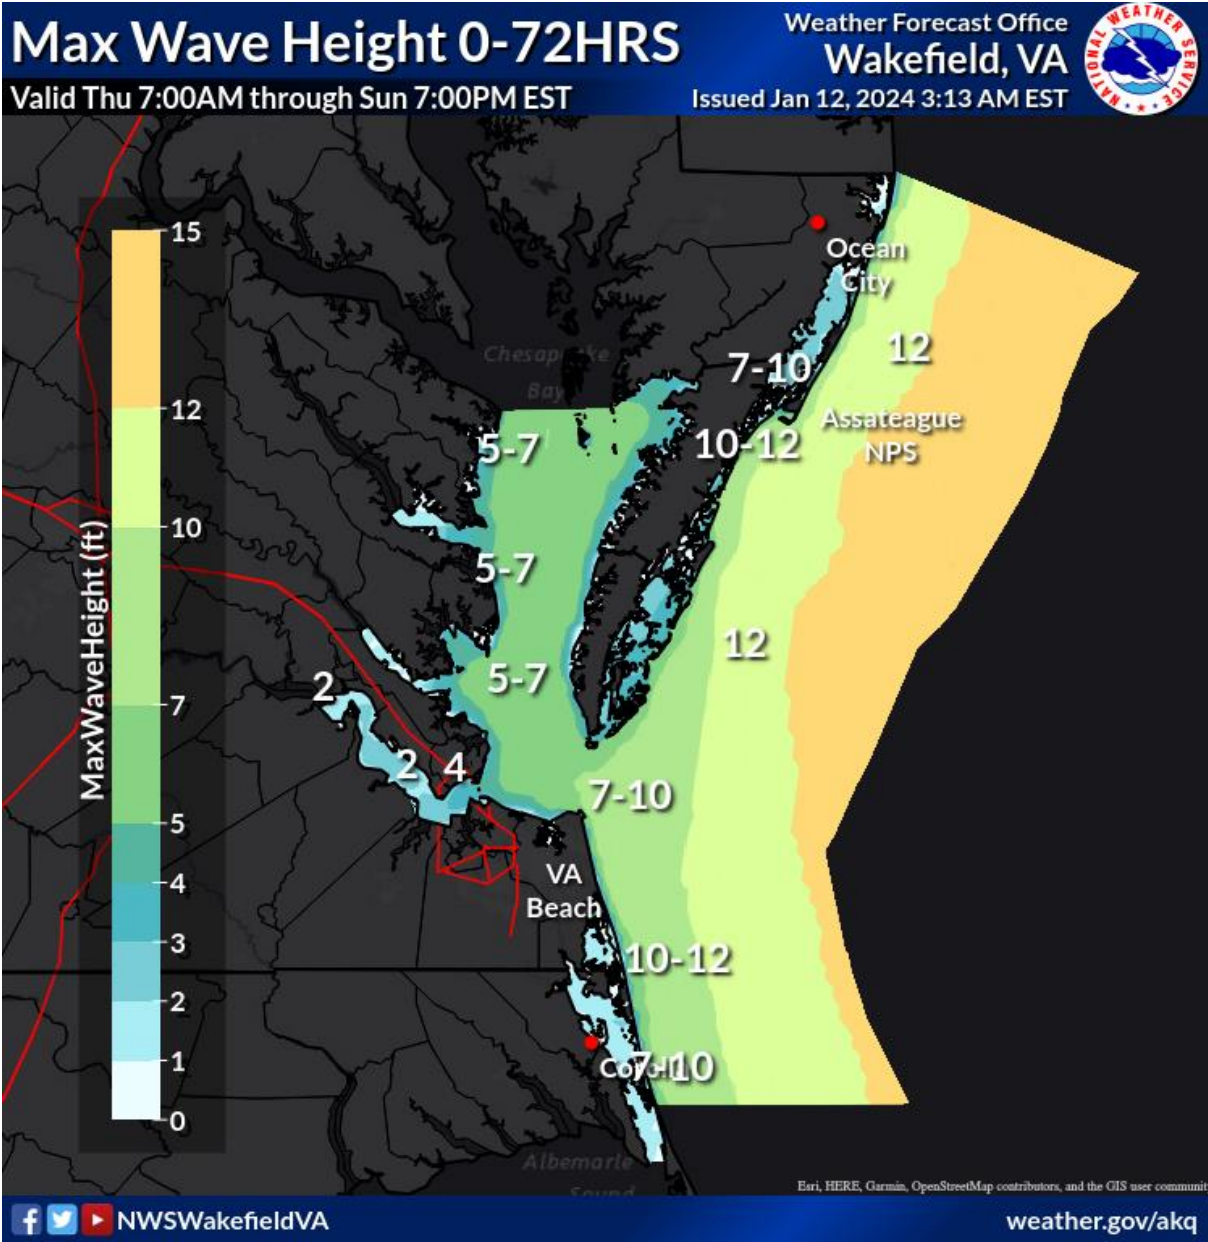 Max Wave Height 0-72HRS
Valid Thu 7:00AM through Sun 7:00PM EST
Weather Forecast Office
Wakefield, VA
Issued Jan 12, 2024 3:13 AM EST
NATIONAL WEATHER SERVICE
MaxWaveHeight (ft)
15
12
10
7
5
4
3
2
1
0
Ocean
City
Chesapeake
Bay
12
7-10
Assateague
NPS
10-12
5-7
5-7
12
5-7
2
2
4
7-10
VA
Beach
10-12
7-10
Albemarle
Sound
Esri, HERE, Garmin, OpenStreetMap contributors, and the GIS user communit
NWSWakefieldVA
weather.gov/akq